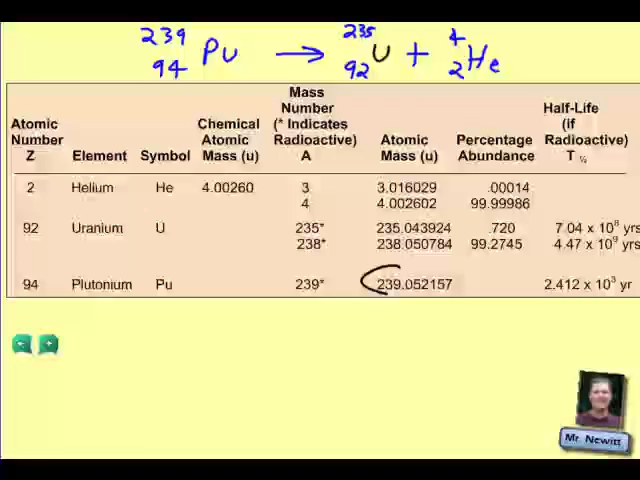 239 94 Pu → 235 92 U + 4 2 He
Atomic Number Z
Element
Symbol
Chemical Atomic Mass (u)
Mass Number (* Indicates Radioactive) A
Atomic Mass (u)
Percentage Abundance
Half-Life (if Radioactive) T ½
2 Helium He 4.00260 3 3.016029 .00014
4 4.002602 99.99986
92 Uranium U 235* 235.043924 .720 7.04 x 10⁸ yrs
238* 238.050784 99.2745 4.47 x 10⁹ yrs
94 Plutonium Pu 239* 239.052157 2.412 x 10³ yr
Mr. Newitt